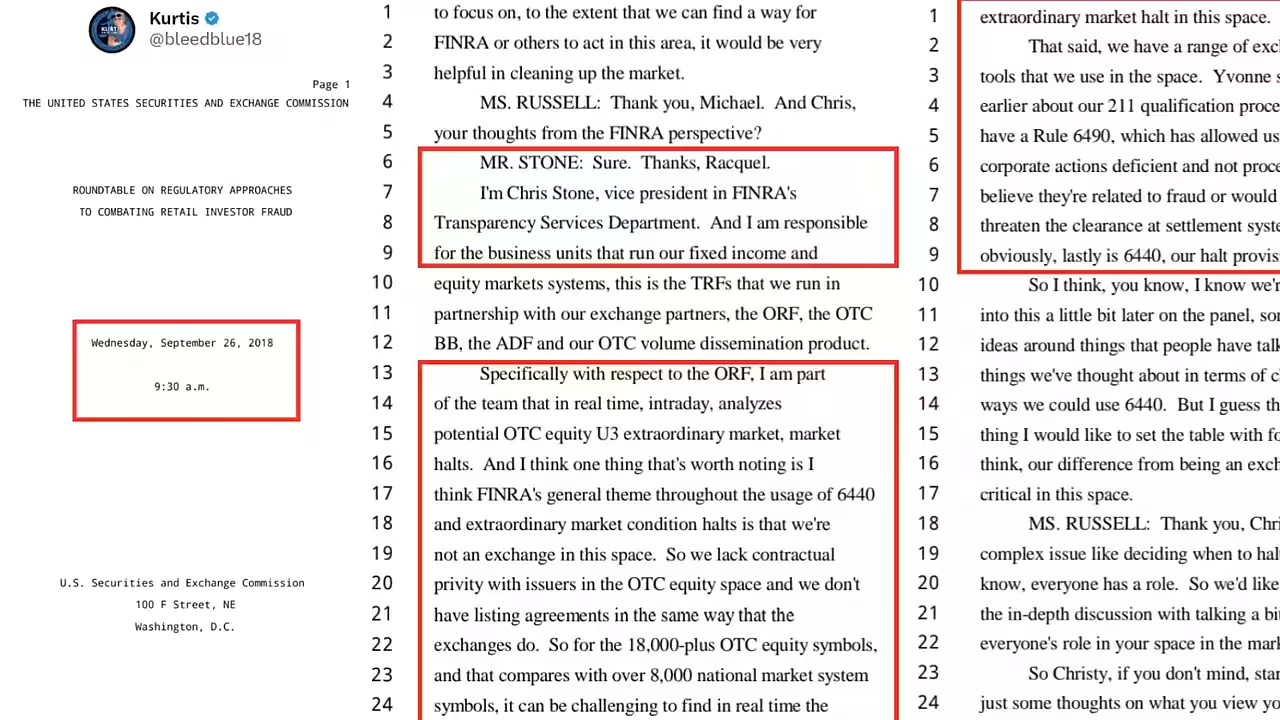 Kurtis
@bleedblue18
Page 1
THE UNITED STATES SECURITIES AND EXCHANGE COMMISSION
ROUNDTABLE ON REGULATORY APPROACHES
TO COMBATING RETAIL INVESTOR FRAUD
Wednesday, September 26, 2018
9:30 a.m.
U.S. Securities and Exchange Commission
100 F Street, NE
Washington, D.C.
1 to focus on, to the extent that we can find a way for
2 FINRA or others to act in this area, it would be very
3 helpful in cleaning up the market.
4 MS. RUSSELL: Thank you, Michael. And Chris,
5 your thoughts from the FINRA perspective?
6 MR. STONE: Sure. Thanks, Racquel.
7 I'm Chris Stone, vice president in FINRA's
8 Transparency Services Department. And I am responsible
9 for the business units that run our fixed income and
10 equity markets systems, this is the TRFs that we run in
11 partnership with our exchange partners, the ORF, the OTC
12 BB, the ADF and our OTC volume dissemination product.
13 Specifically with respect to the ORF, I am part
14 of the team that in real time, intraday, analyzes
15 potential OTC equity U3 extraordinary market, market
16 halts. And I think one thing that's worth noting is I
17 think FINRA's general theme throughout the usage of 6440
18 and extraordinary market condition halts is that we're
19 not an exchange in this space. So we lack contractual
20 privity with issuers in the OTC equity space and we don't
21 have listing agreements in the same way that the
22 exchanges do. So for the 18,000-plus OTC equity symbols,
23 and that compares with over 8,000 national market system
24 symbols, it can be challenging to find in real time the
1 extraordinary market halt in this space.
2 That said, we have a range of
3 tools that we use in the space. Yvonne
4 earlier about our 211 qualification
5 have a Rule 6490, which has allowed us
6 corporate actions deficient and not
7 believe they're related to fraud or would
8 threaten the clearance at settlement
9 obviously, lastly is 6440, our halt
10 So I think, you know, I know
11 into this a little bit later on the panel,
12 ideas around things that people have
13 things we've thought about in terms of
14 ways we could use 6440. But I guess
15 thing I would like to set the table with
16 think, our difference from being an
17 critical in this space.
18 MS. RUSSELL: Thank you,
19 complex issue like deciding when to
20 know, everyone has a role. So we'd like
21 the in-depth discussion with talking a
22 everyone's role in your space in the
23 So Christy, if you don't mind,
24 just some thoughts on what you view